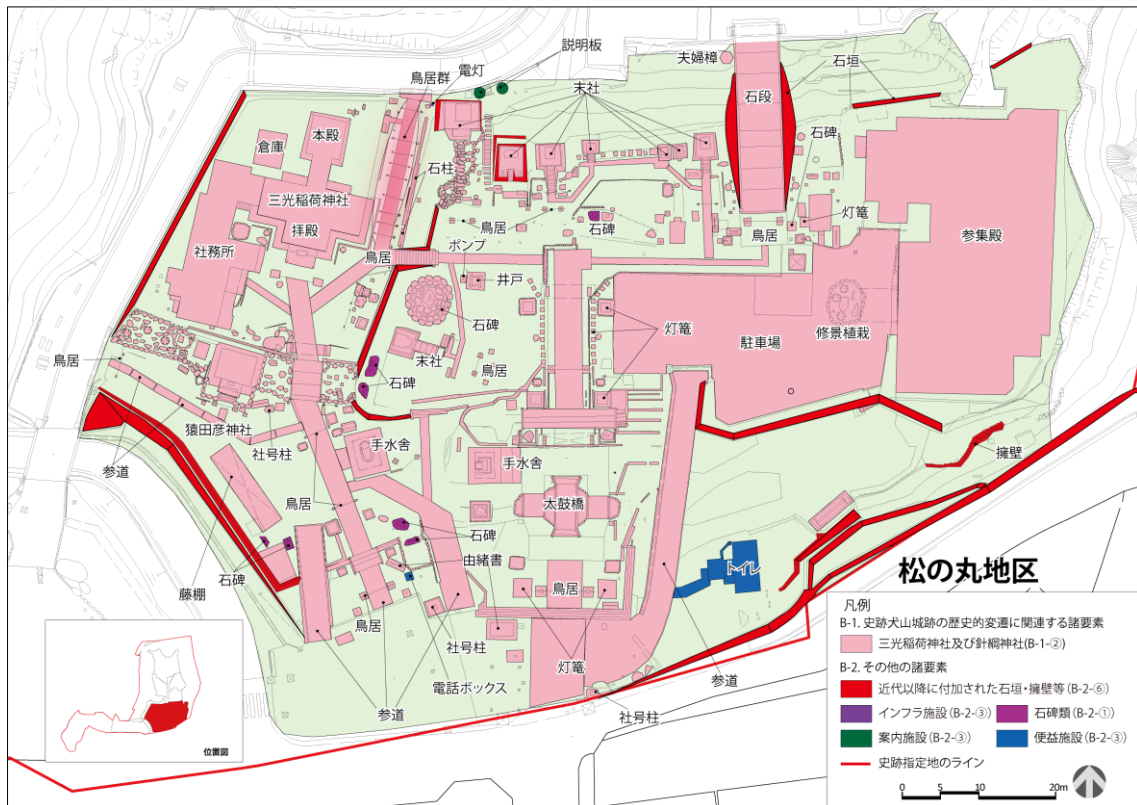 説明板
電灯
鳥居群
末社
夫婦樟
石段
石垣
本殿
倉庫
石柱
石碑
三光稲荷神社
灯籠
拝殿
鳥居
石碑
鳥居
参集殿
社務所
ポンプ
鳥居
井戸
石碑
灯籠
修景植栽
駐車場
鳥居
末社
鳥居
石碑
猿田彦神社
社号柱
手水舎
手水舎
擁壁
参道
鳥居
太鼓橋
石碑
由緒書
トイレ
石碑
藤棚
鳥居
鳥居
社号柱
灯籠
参道
電話ボックス
参道
社号柱
松の丸地区
凡例
B-1. 史跡犬山城跡の歴史的変遷に関連する諸要素
三光稲荷神社及び針綱神社(B-1-②)
B-2. その他の諸要素
近代以降に付加された石垣・擁壁等(B-2-⑥)
インフラ施設(B-2-③) 石碑類(B-2-①)
案内施設(B-2-③) 便益施設(B-2-③)
史跡指定地のライン
0 5 10 20m
位置図